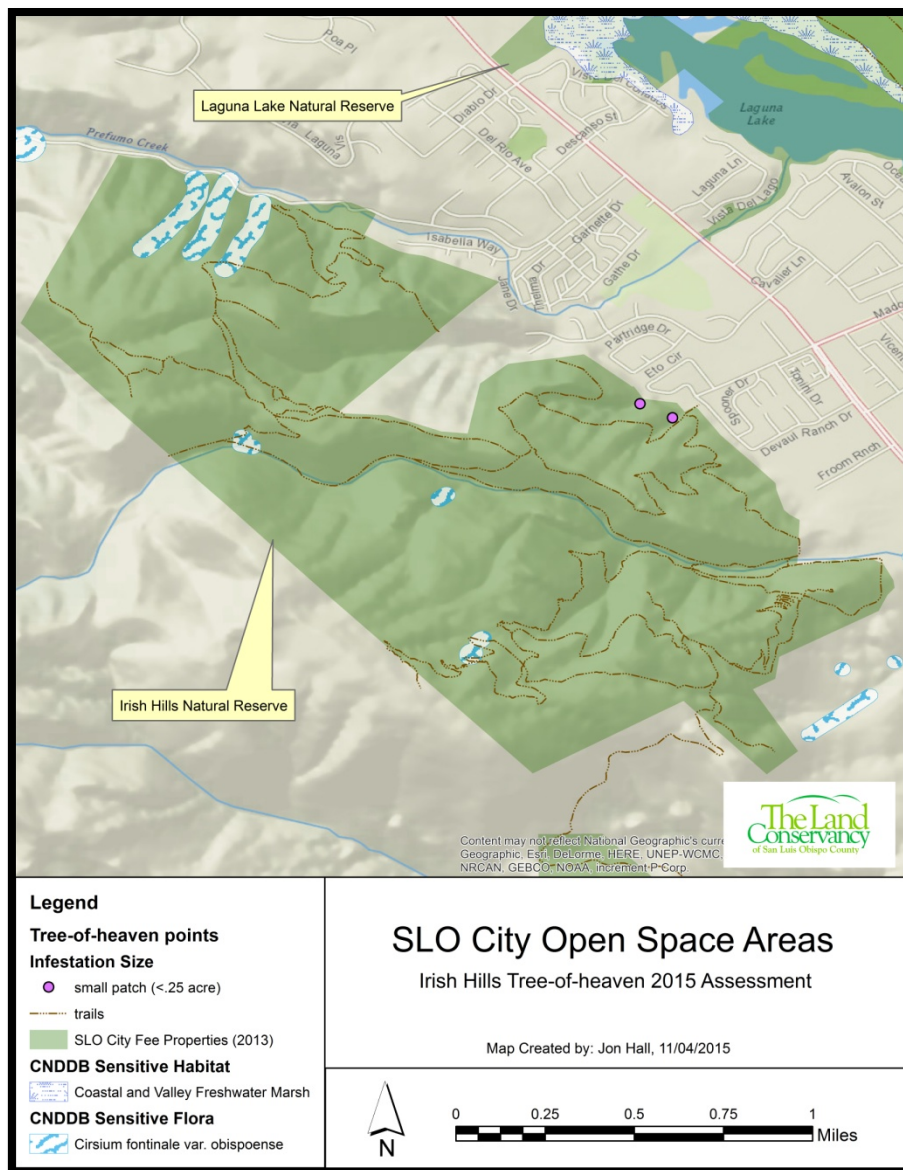 Poa Pl
Laguna Lake Natural Reserve
Diablo Dr
Descanso St
Del Rio Ave
Laguna
Laguna
Lake
Prefumo Creek
Laguna Ln
Vista Del Lago
Avalon St
Isabella Way
Garnette Dr
Gathe Dr
Thelma Dr
Jane Dr
Cavalier Ln
Partridge Dr
Eto Cir
Spooner Dr
Tonini Dr
Devaul Ranch Dr
Froom Rnch
Irish Hills Natural Reserve
The Land
Conservancy
of San Luis Obispo County
Content may not reflect National Geographic's curre
Geographic, Esri, DeLorme, HERE, UNEP-WCMC,
NRCAN, GEBCO, NOAA, increment P Corp.
Legend
Tree-of-heaven points
Infestation Size
small patch (<.25 acre)
trails
SLO City Fee Properties (2013)
CNDDB Sensitive Habitat
Coastal and Valley Freshwater Marsh
CNDDB Sensitive Flora
Cirsium fontinale var. obispoense
SLO City Open Space Areas
Irish Hills Tree-of-heaven 2015 Assessment
Map Created by: Jon Hall, 11/04/2015
N
0 0.25 0.5 0.75 1
Miles